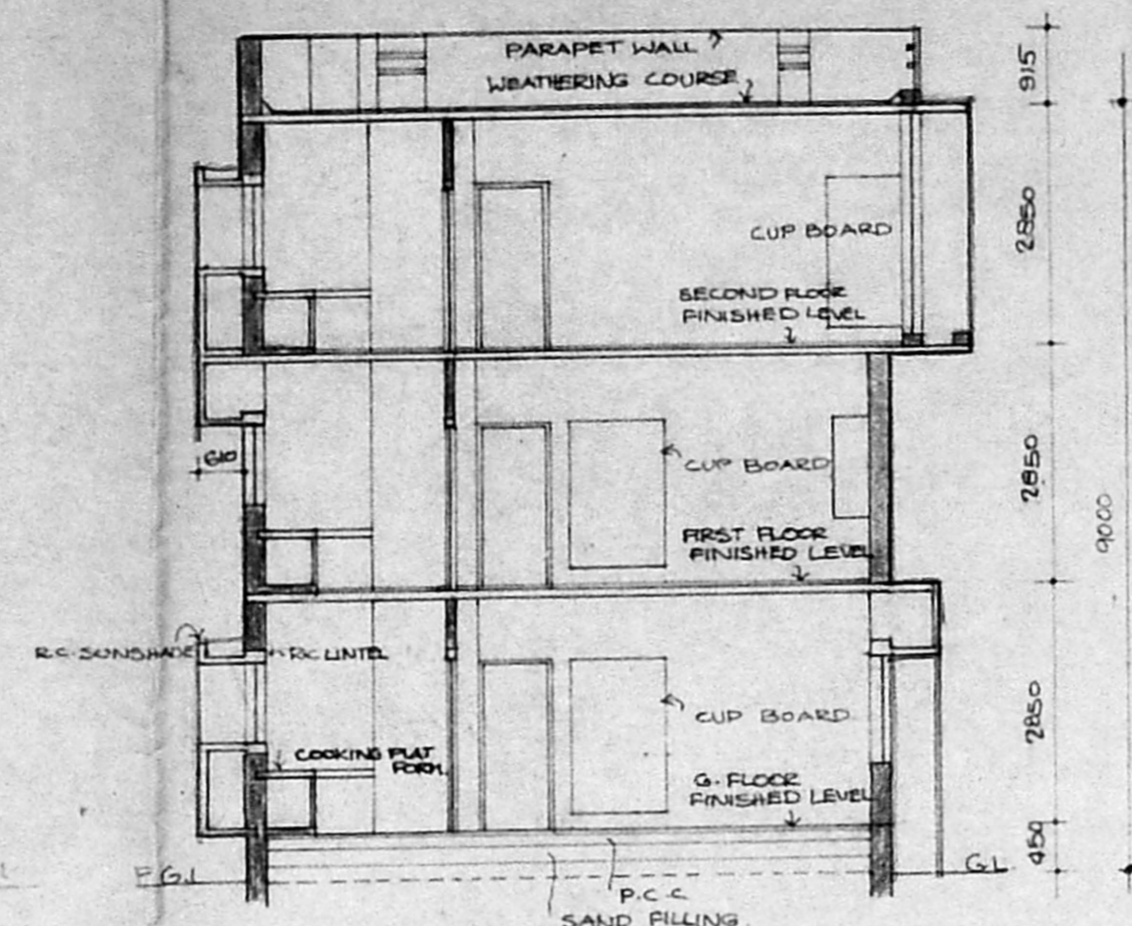 PARAPET WALL
WEATHERING COURSE
915
CUP BOARD
2850
SECOND FLOOR
FINISHED LEVEL
610
CUP BOARD
2850
9000
FIRST FLOOR
FINISHED LEVEL
R.C. SUNSHADE
R.C LINTEL
CUP BOARD
2850
COOKING PLAT
FORM.
G. FLOOR
FINISHED LEVEL
450
F.G.L
G.L
P.C.C
SAND FILLING.